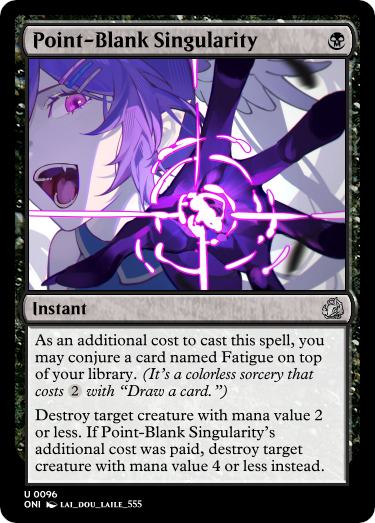 Point-Blank Singularity
Instant
As an additional cost to cast this spell, you
may conjure a card named Fatigue on top
of your library. (It's a colorless sorcery that
costs 2 with “Draw a card.”)
Destroy target creature with mana value 2
or less. If Point-Blank Singularity's
additional cost was paid, destroy target
creature with mana value 4 or less instead.
U 0096
ONI LAI_DOU_LAILE_555